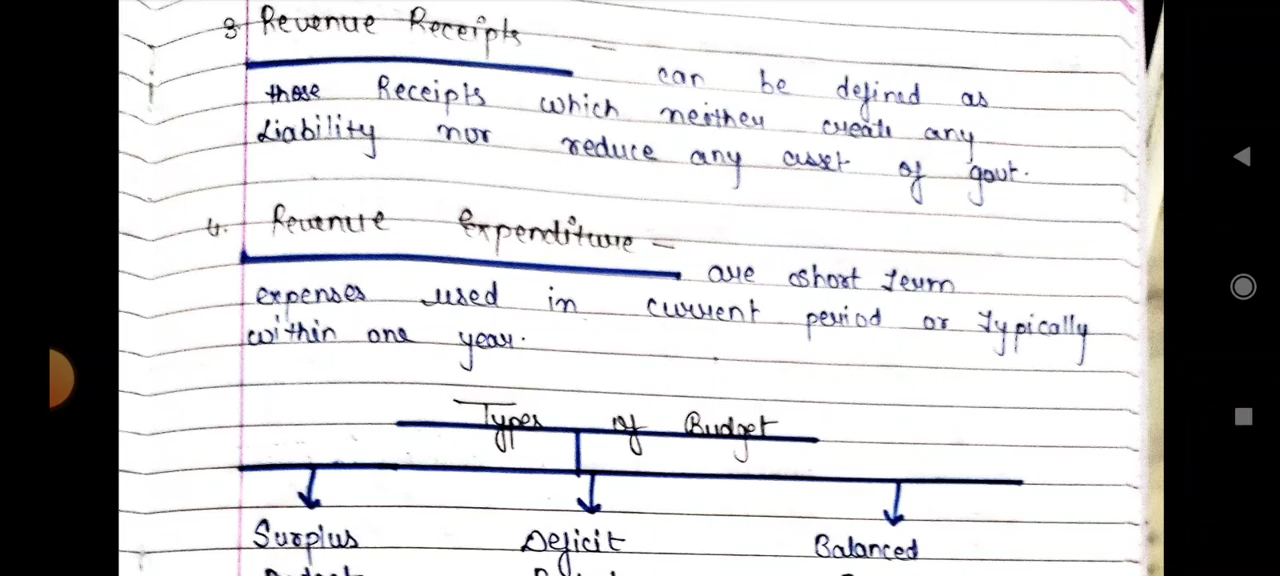 3. Revenue Receipts —
can be defined as
those Receipts which neither create any
Liability nor reduce any asset of govt.
4. Revenue Expenditure —
are short Term
expenses used in current period or Typically
within one year.
Types of Budget
Surplus Deficit Balanced